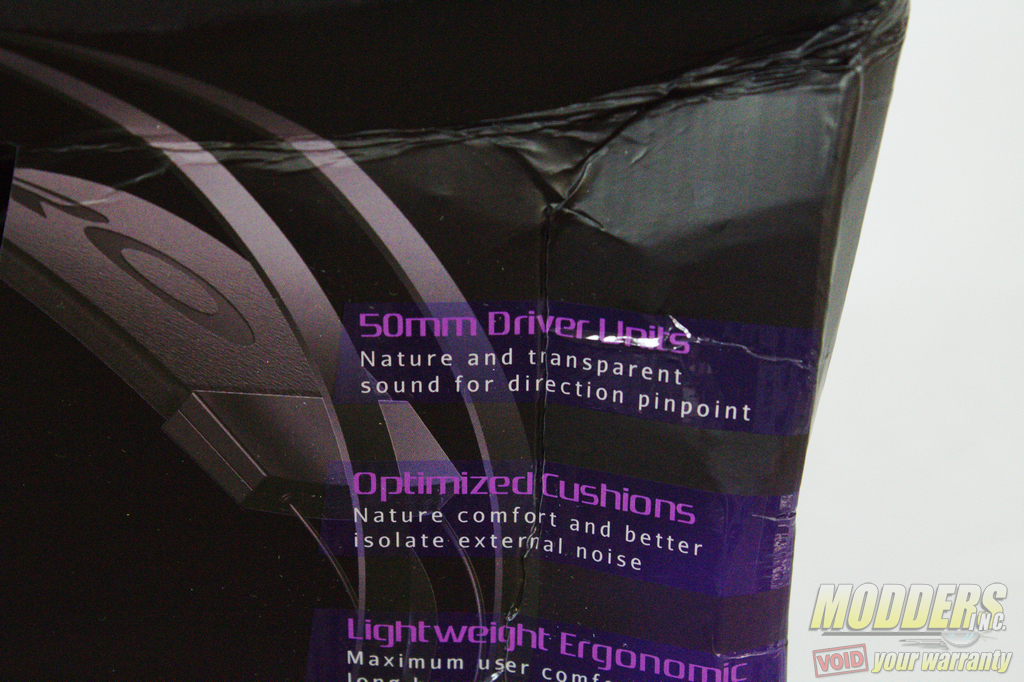 50mm Driver Units
Nature and transparent
sound for direction pinpoint
Optimized Cushions
Nature comfort and better
isolate external noise
Lightweight Ergonomic
Maximum user
MODDERS
INC.
VOID your warranty